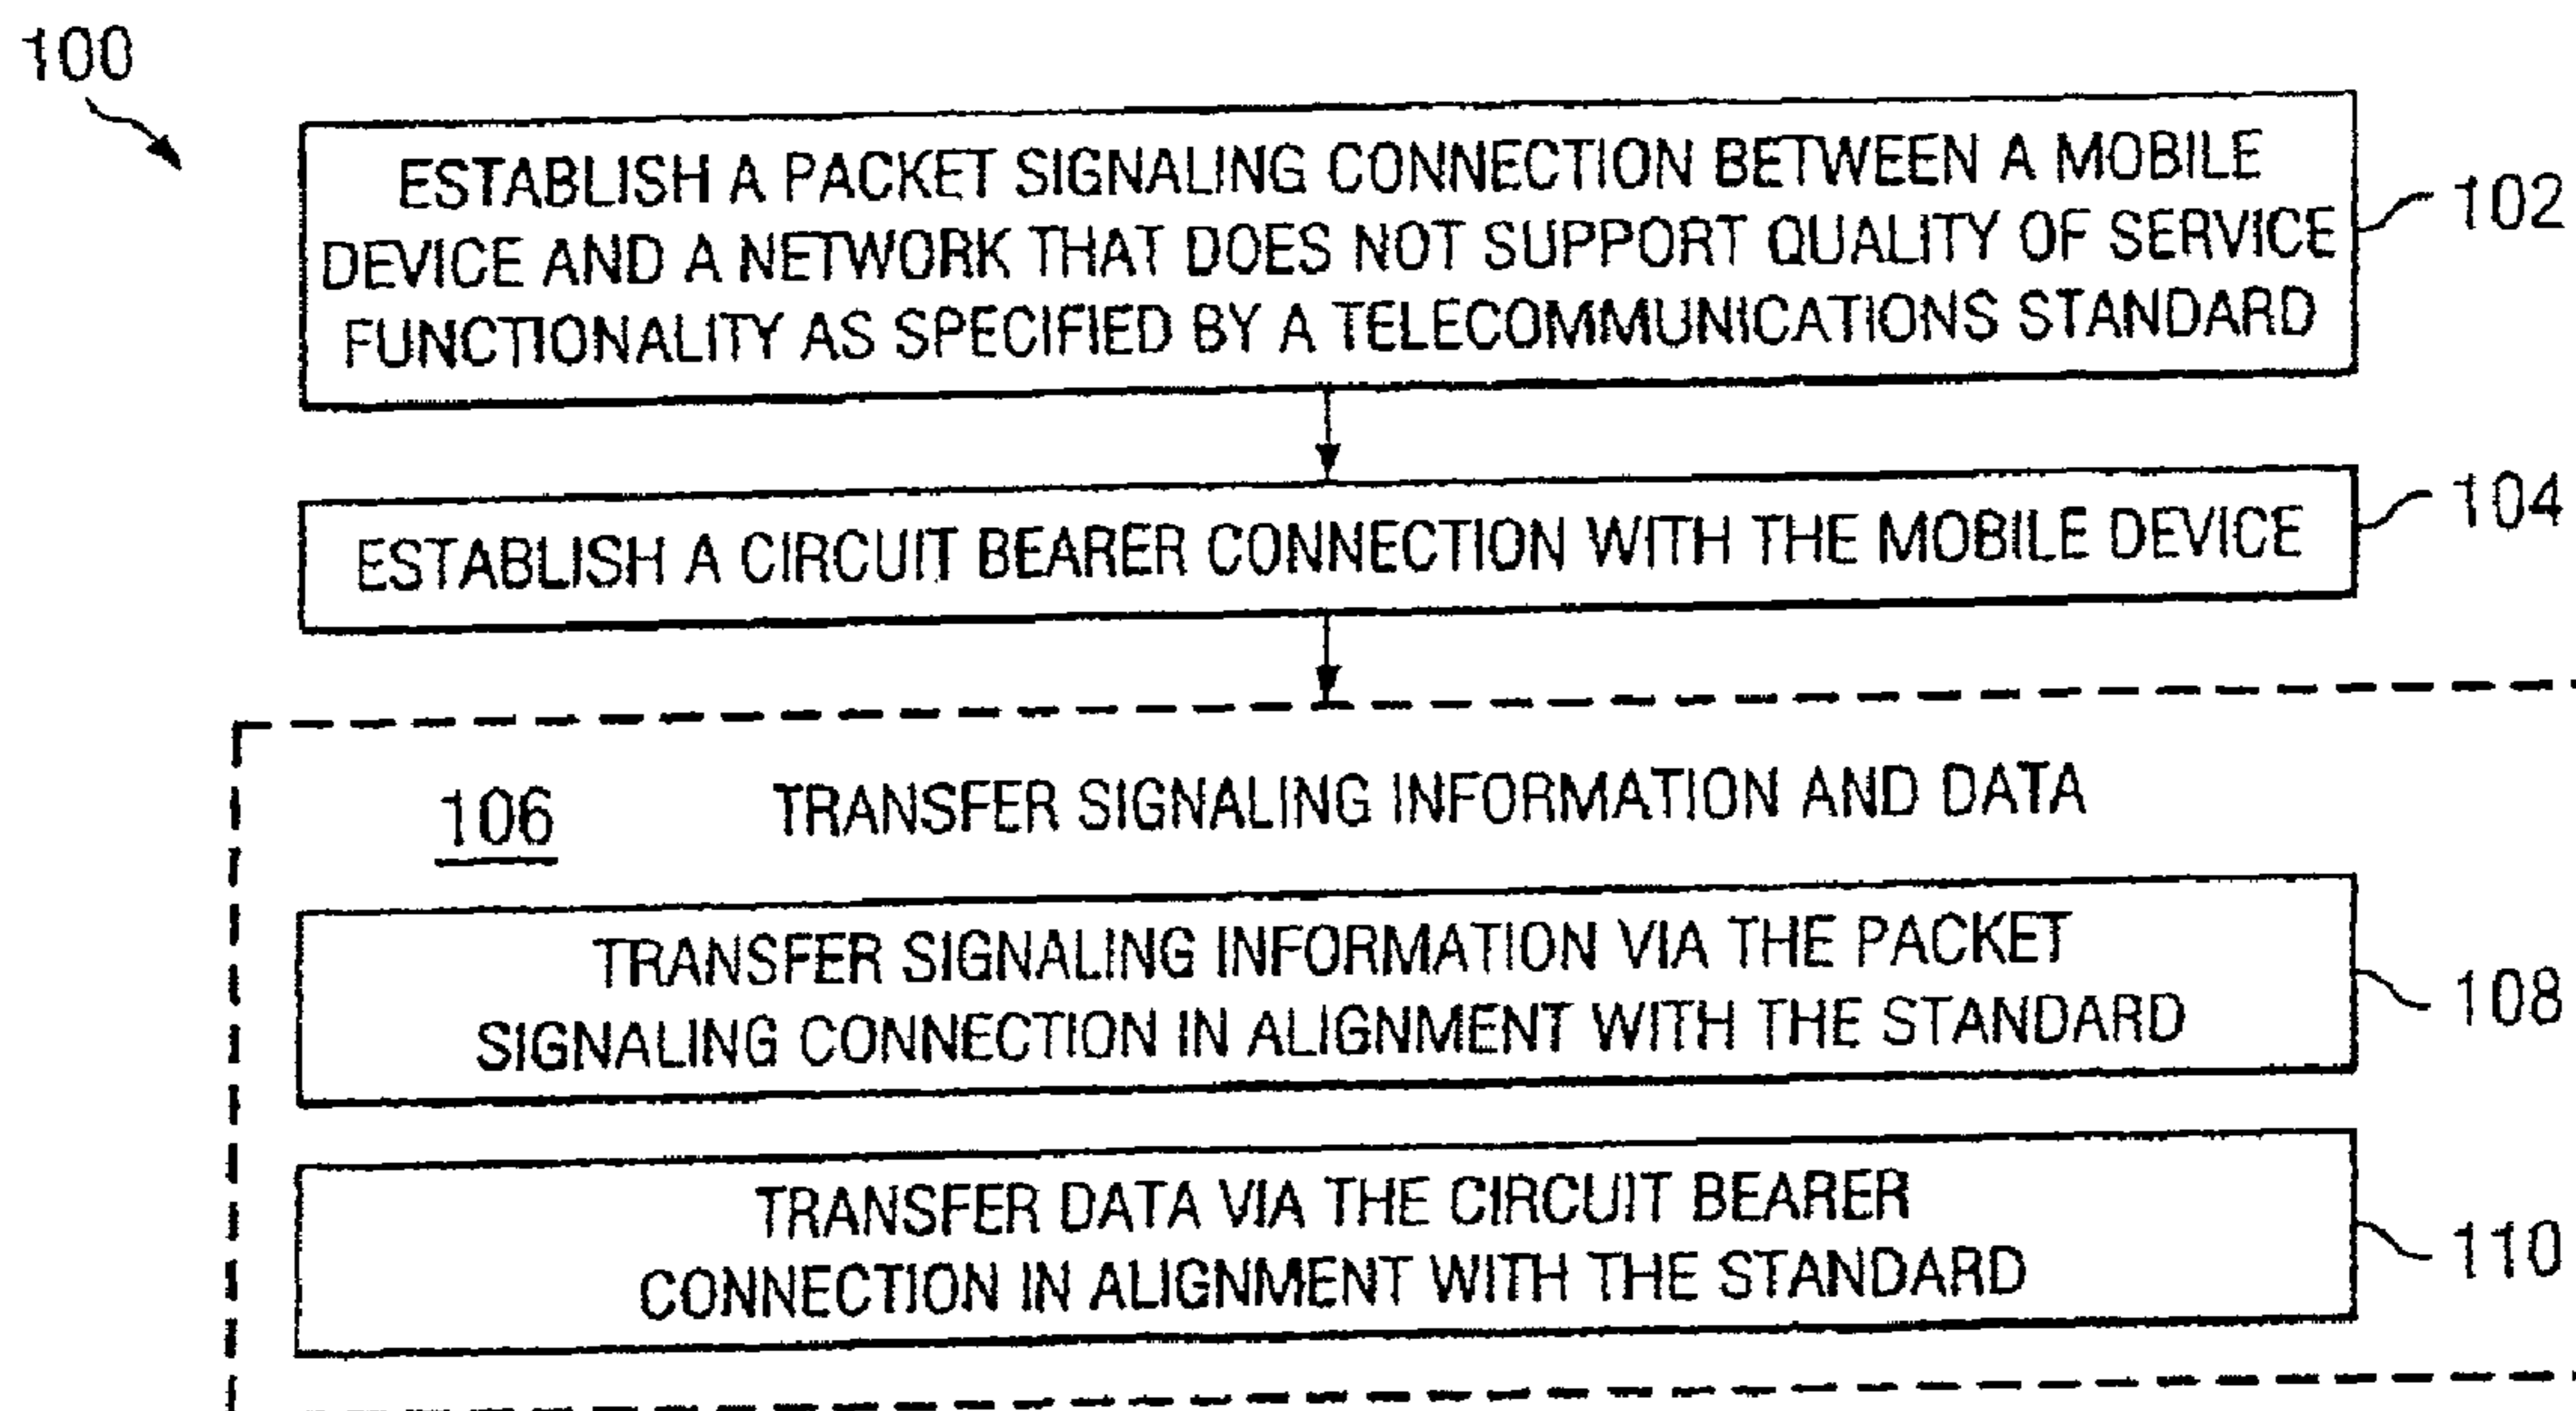 100
ESTABLISH A PACKET SIGNALING CONNECTION BETWEEN A MOBILE
DEVICE AND A NETWORK THAT DOES NOT SUPPORT QUALITY OF SERVICE
FUNCTIONALITY AS SPECIFIED BY A TELECOMMUNICATIONS STANDARD
102
ESTABLISH A CIRCUIT BEARER CONNECTION WITH THE MOBILE DEVICE
104
106
TRANSFER SIGNALING INFORMATION AND DATA
TRANSFER SIGNALING INFORMATION VIA THE PACKET
SIGNALING CONNECTION IN ALIGNMENT WITH THE STANDARD
108
TRANSFER DATA VIA THE CIRCUIT BEARER
CONNECTION IN ALIGNMENT WITH THE STANDARD
110